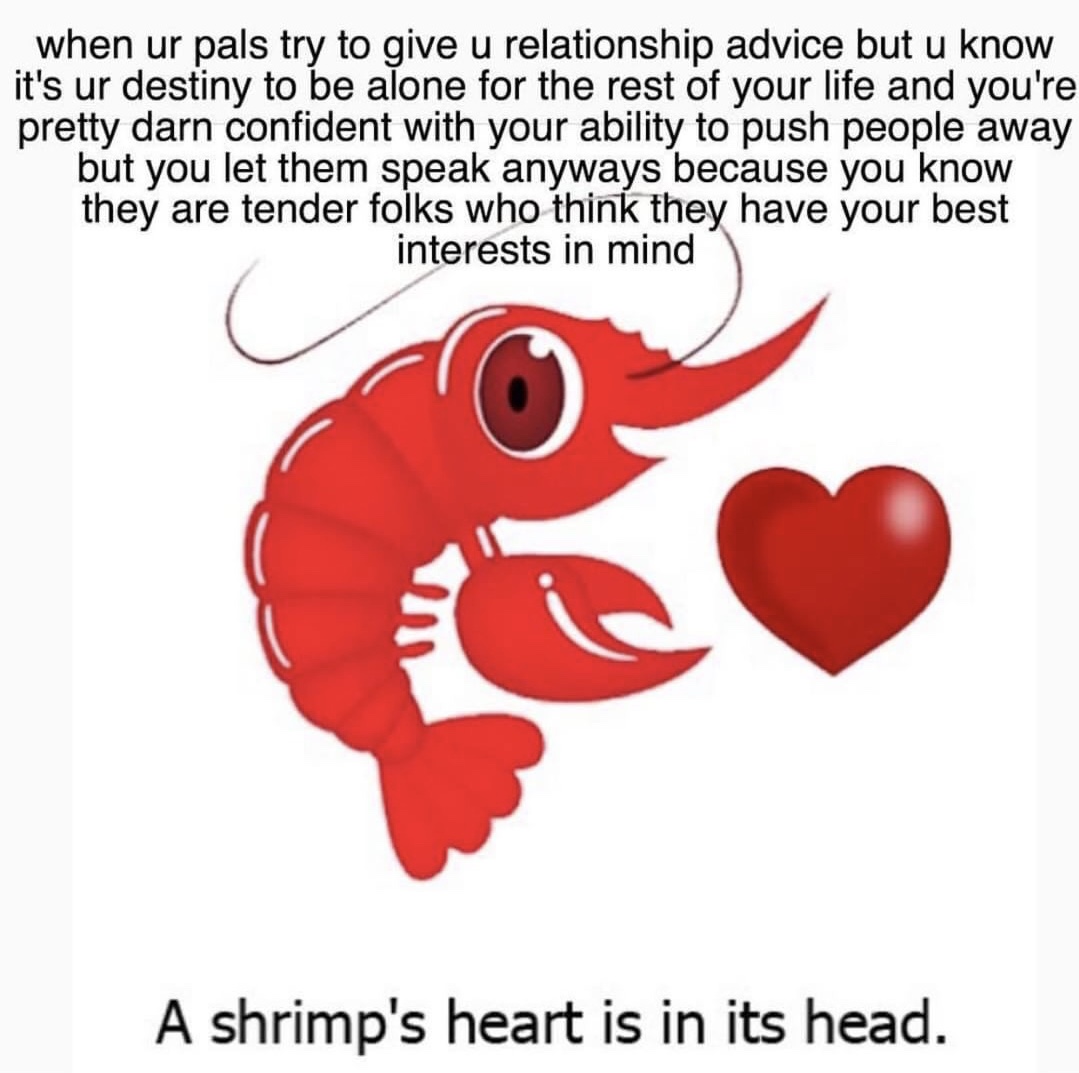 when ur pals try to give u relationship advice but u know
it's ur destiny to be alone for the rest of your life and you're
pretty darn confident with your ability to push people away
but you let them speak anyways because you know
they are tender folks who think they have your best
interests in mind
A shrimp's heart is in its head.